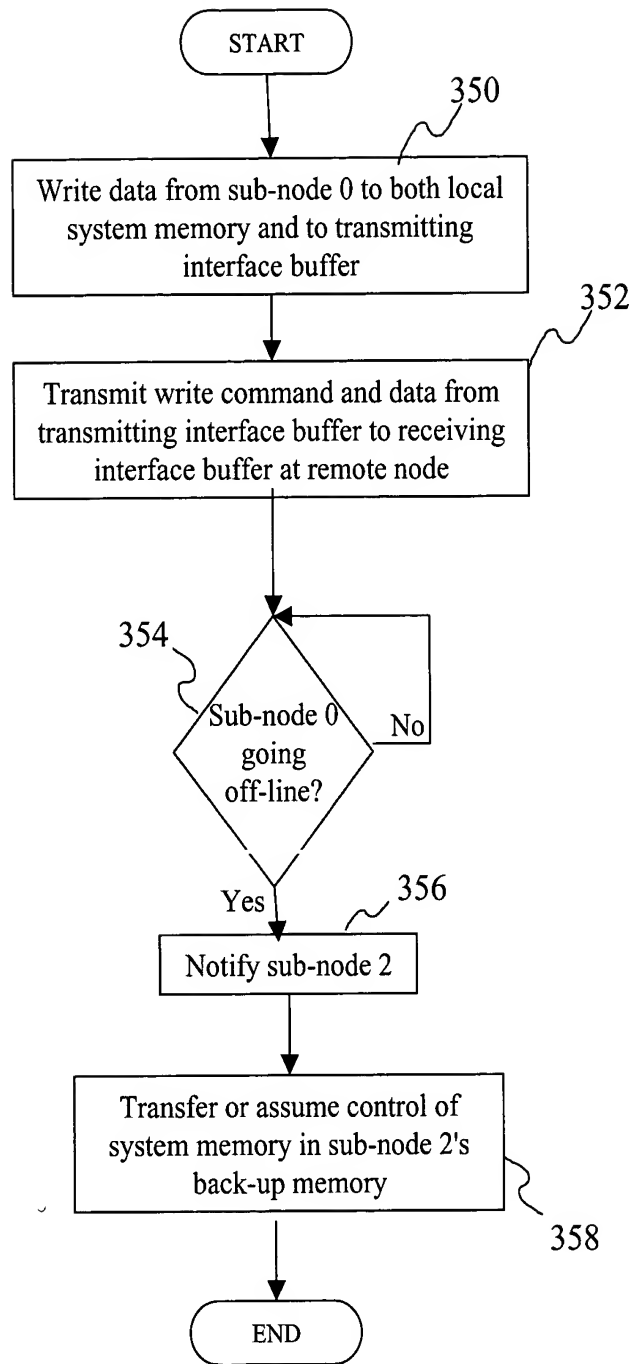 START
350
Write data from sub-node 0 to both local
system memory and to transmitting
interface buffer
352
Transmit write command and data from
transmitting interface buffer to receiving
interface buffer at remote node
354
Sub-node 0
going
off-line?
No
Yes
356
Notify sub-node 2
Transfer or assume control of
system memory in sub-node 2's
back-up memory
358
END